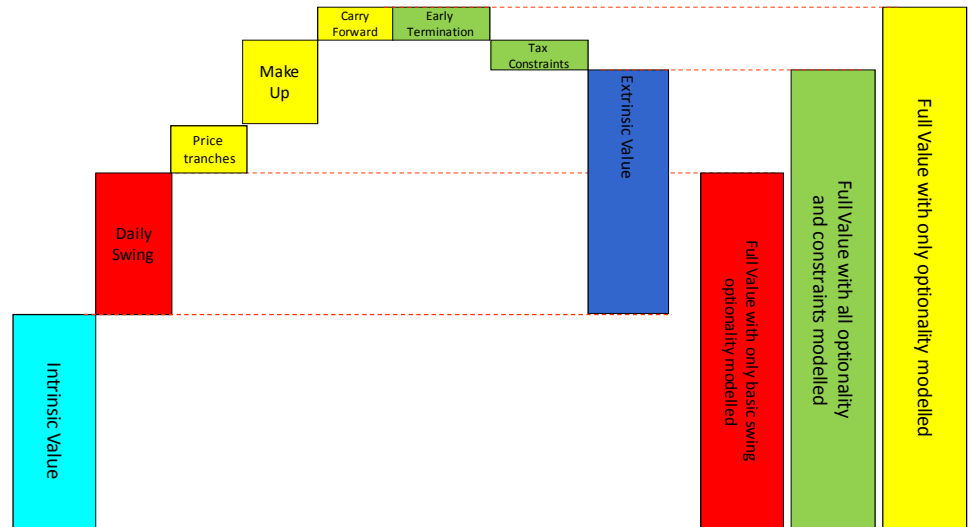 Intrinsic Value
Daily
Swing
Price
tranches
Make
Up
Carry
Forward
Early
Termination
Tax
Constraints
Extrinsic Value
Full Value with only basic swing
optionality modelled
Full Value with all optionality
and constraints modelled
Full Value with only optionality modelled